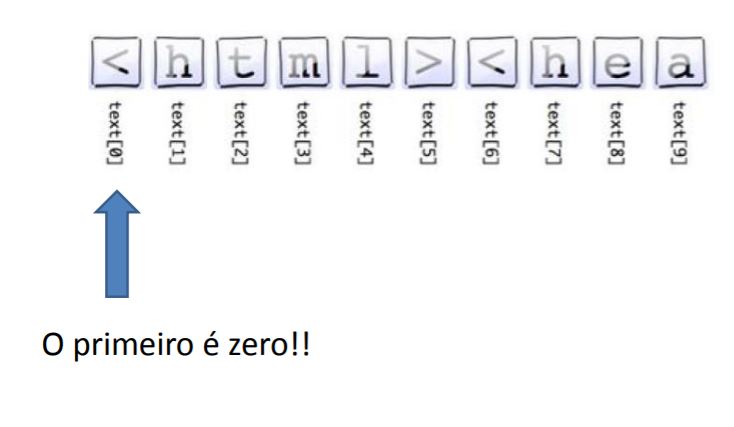 < h t m l > < h e a
text[0] text[1] text[2] text[3] text[4] text[5] text[6] text[7] text[8] text[9]
O primeiro é zero!!